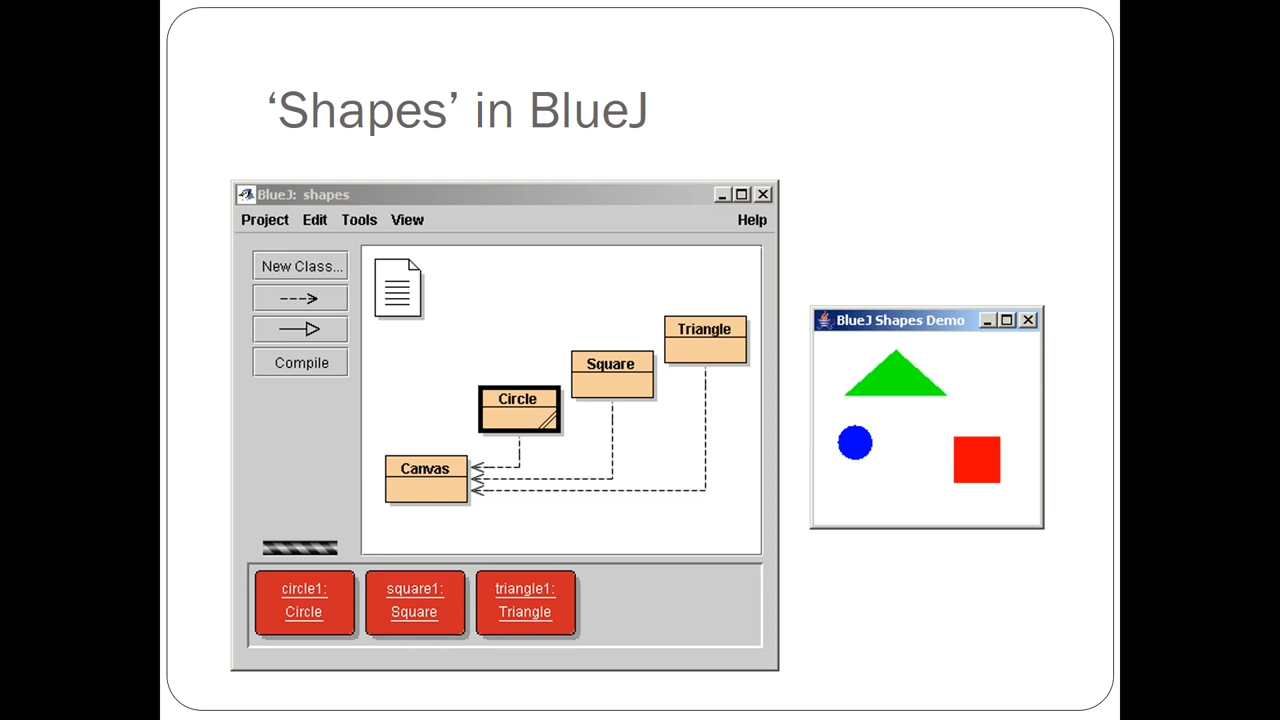 ‘Shapes’ in BlueJ
BlueJ: shapes
Project Edit Tools View Help
New Class...
Compile
Triangle
Square
Circle
Canvas
circle1:
Circle
square1:
Square
triangle1:
Triangle
BlueJ Shapes Demo